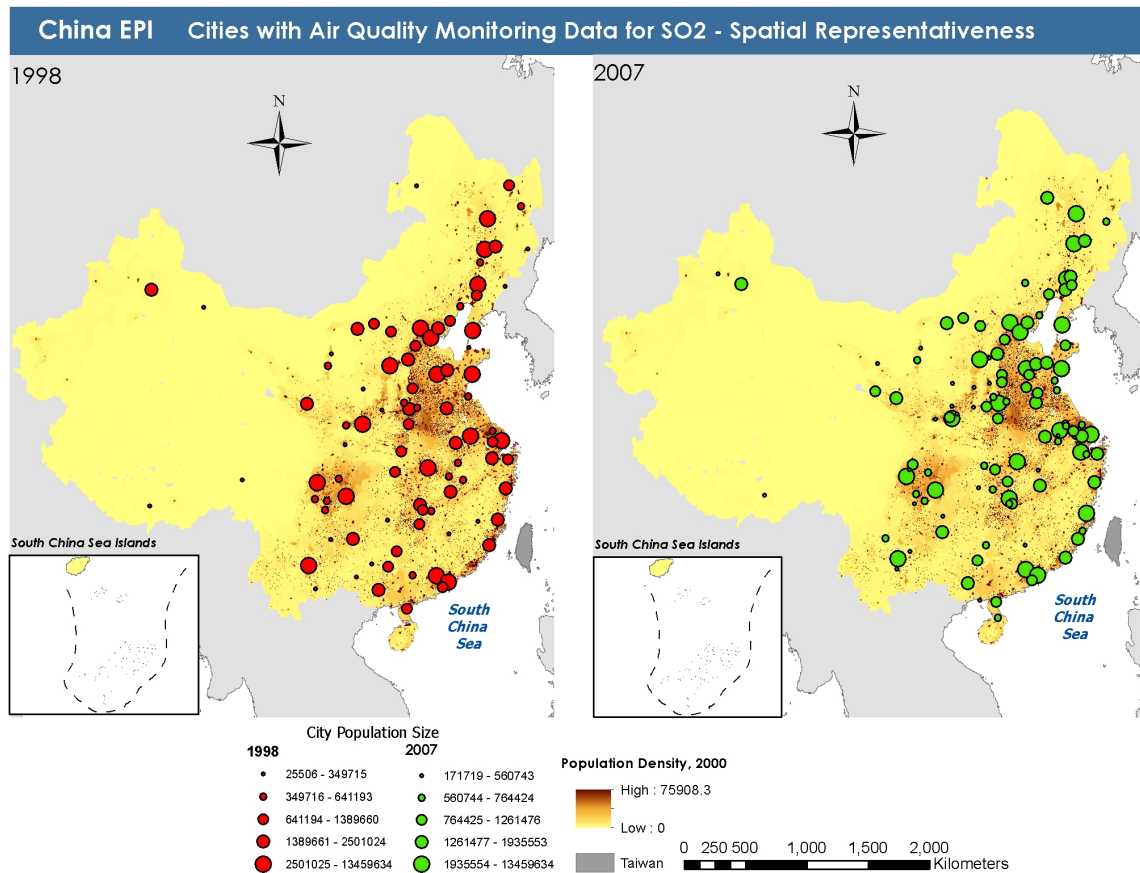 China EPI Cities with Air Quality Monitoring Data for SO2 - Spatial Representativeness
1998
2007
N
N
South China Sea Islands
South China Sea Islands
South
China
Sea
South
China
Sea
City Population Size
1998
2007
25506 - 349715
349716 - 641193
641194 - 1389660
1389661 - 2501024
2501025 - 13459634
171719 - 560743
560744 - 764424
764425 - 1261476
1261477 - 1935553
1935554 - 13459634
Population Density, 2000
High : 75908.3
Low : 0
Taiwan
0 250 500 1,000 1,500 2,000
Kilometers